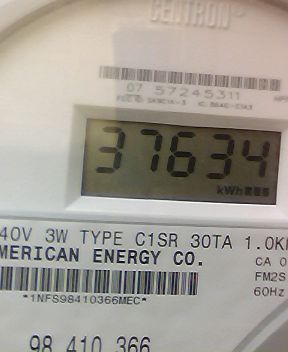 CENTRON
07 57245311
37634
kWh
40V 3W TYPE C1SR 30TA 1.0K
MERICAN ENERGY CO.
CA 0
FM2S
*1NFS98410366MEC*
60Hz
98 410 366